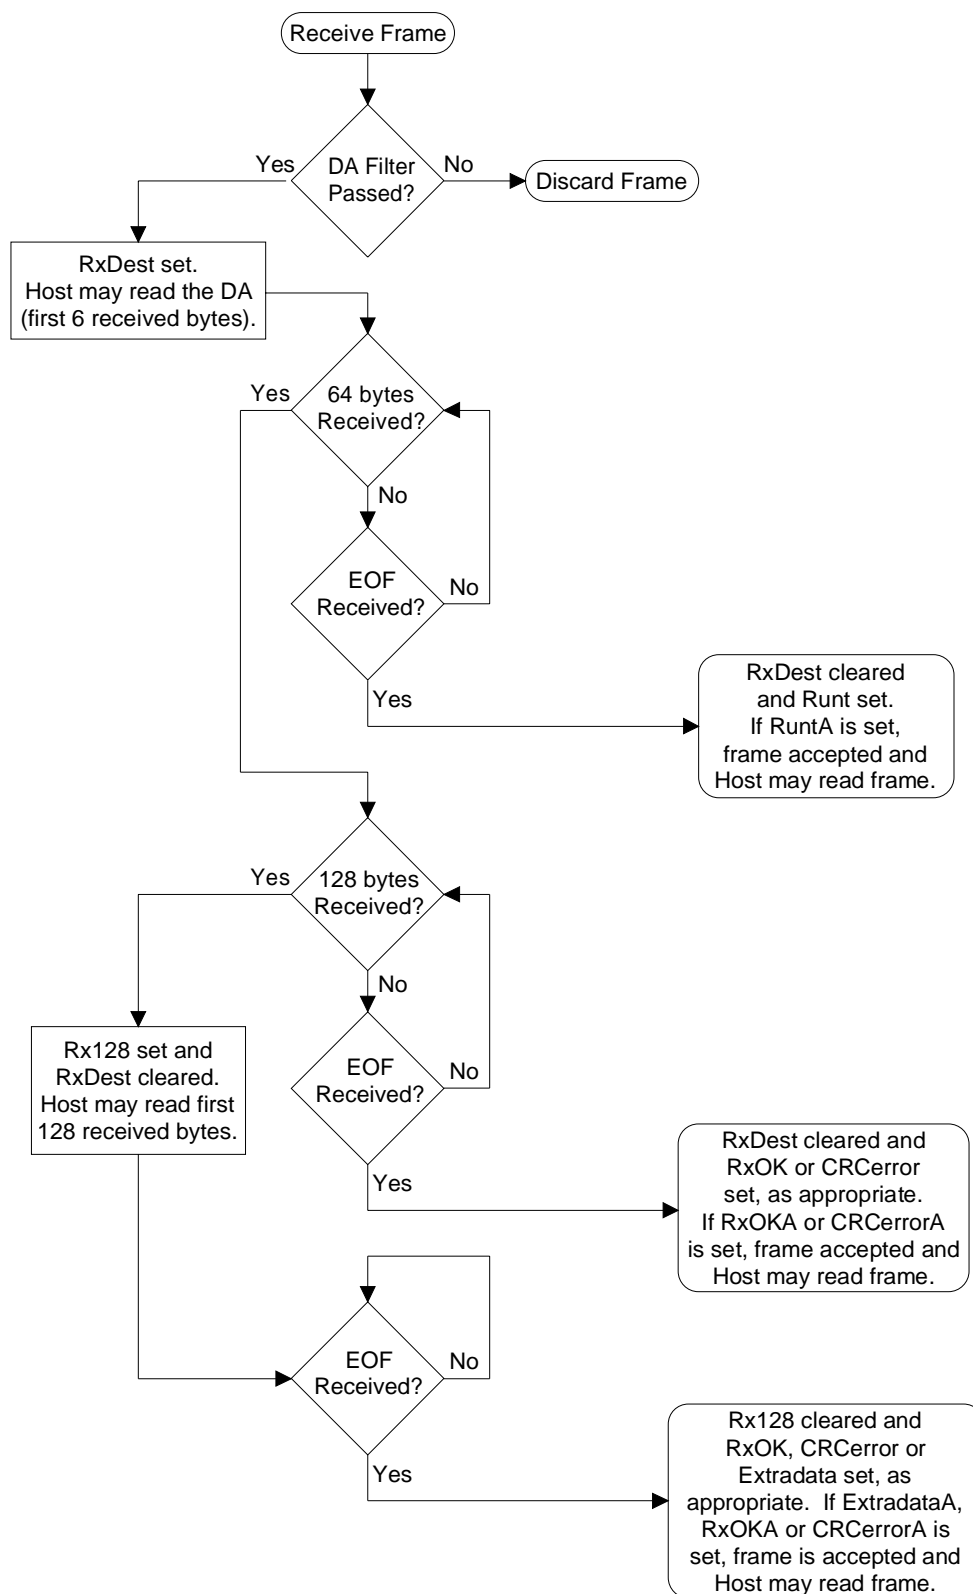 Receive Frame
Yes
DA Filter
Passed?
No
Discard Frame
RxDest set.
Host may read the DA
(first 6 received bytes).
Yes
64 bytes
Received?
No
EOF
Received?
No
Yes
RxDest cleared
and Runt set.
If RuntA is set,
frame accepted and
Host may read frame.
Yes
128 bytes
Received?
No
Rx128 set and
RxDest cleared.
Host may read first
128 received bytes.
EOF
Received?
No
Yes
RxDest cleared and
RxOK or CRCerror
set, as appropriate.
If RxOKA or CRCerrorA
is set, frame accepted and
Host may read frame.
EOF
Received?
No
Yes
Rx128 cleared and
RxOK, CRCerror or
Extradata set, as
appropriate.  If ExtradataA,
RxOKA or CRCerrorA is
set, frame is accepted and
Host may read frame.